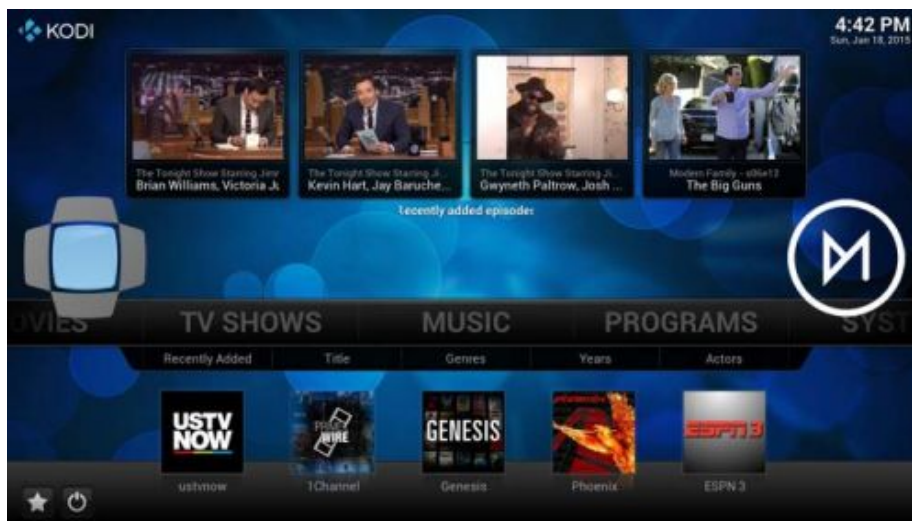 KODI
4:42 PM
Sun, Jan 18, 2015
The Tonight Show Starring Jimr
Brian Williams, Victoria Ju
The Tonight Show Starring Ji...
Kevin Hart, Jay Baruche...
The Tonight Show Starring Ji...
Gwyneth Paltrow, Josh ...
Modern Family - s06e12
The Big Guns
Recently added episodes
OVIES
TV SHOWS
MUSIC
PROGRAMS
SYST
Recently Added
Title
Genres
Years
Actors
USTV
NOW
GENESIS
PHOENIX
ESPN 3
ustvnow
1Channel
Genesis
Phoenix
ESPN 3